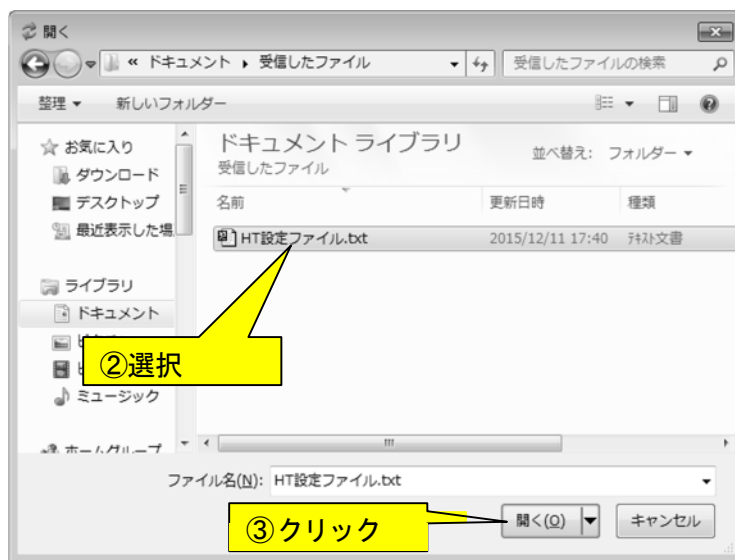 開く
« ドキュメント 受信したファイル 受信したファイルの検索
整理 新しいフォルダー
お気に入り
ダウンロード
デスクトップ
最近表示した場
ライブラリ
ドキュメント
ミュージック
ホームグループ
ドキュメント ライブラリ
受信したファイル
並べ替え: フォルダー
名前 更新日時 種類
HT設定ファイル.txt 2015/12/11 17:40 テキスト文書
②選択
ファイル名(N): HT設定ファイル.txt
③クリック
開く(O) キャンセル